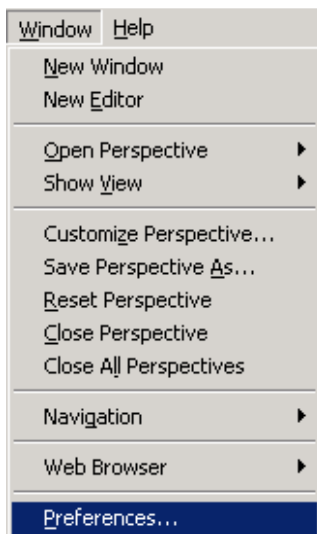 Window Help
New Window
New Editor
Open Perspective
Show View
Customize Perspective...
Save Perspective As...
Reset Perspective
Close Perspective
Close All Perspectives
Navigation
Web Browser
Preferences...